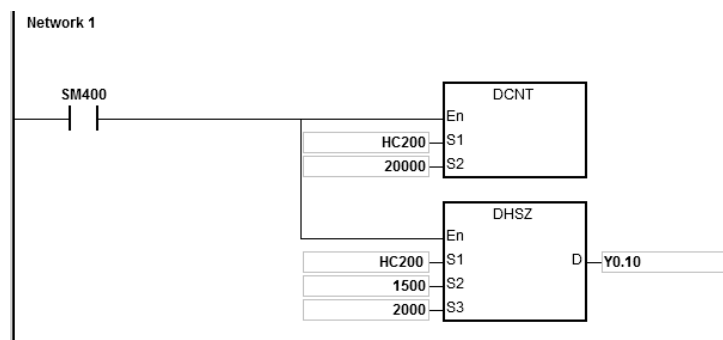 Network 1
SM400
DCNT
En
HC200 S1
20000 S2
DHSZ
En
HC200 S1 D Y0.10
1500 S2
2000 S3